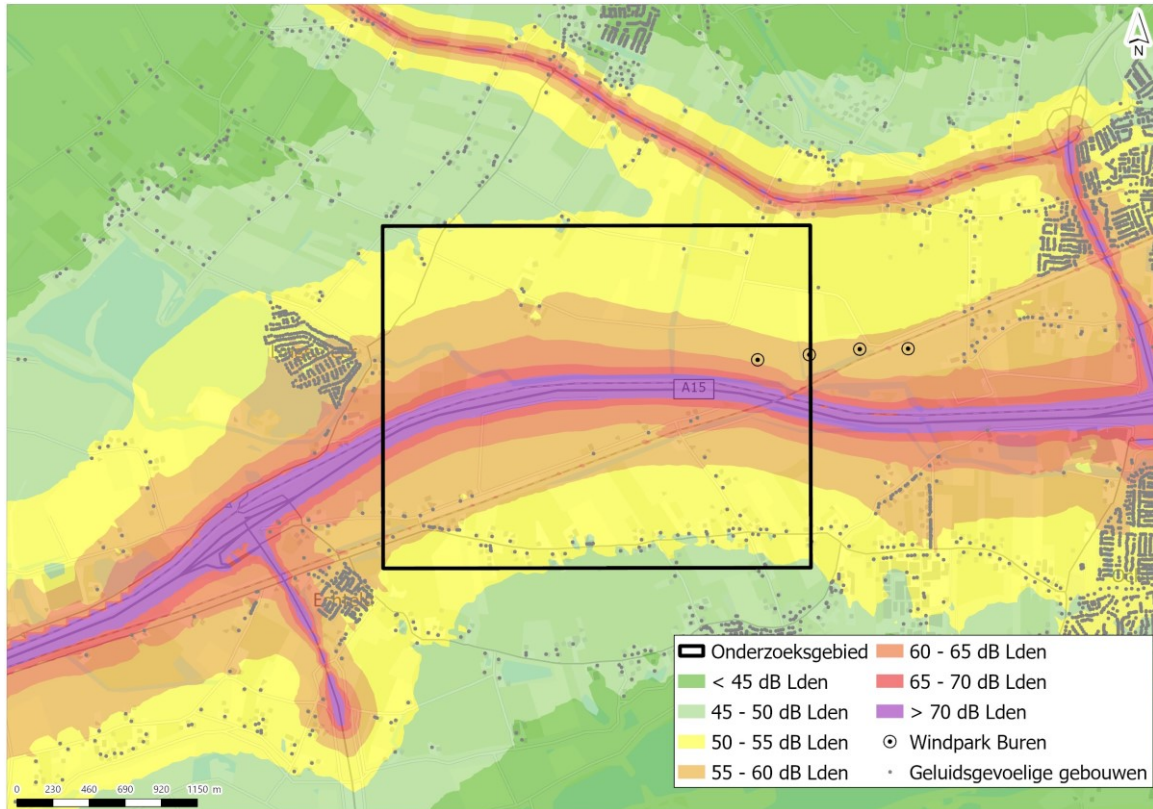 N
A15
Onderzoeksgebied
< 45 dB Lden
45 - 50 dB Lden
50 - 55 dB Lden
55 - 60 dB Lden
60 - 65 dB Lden
65 - 70 dB Lden
> 70 dB Lden
Windpark Buren
Geluidsgevoelige gebouwen
0 230 460 690 920 1150 m